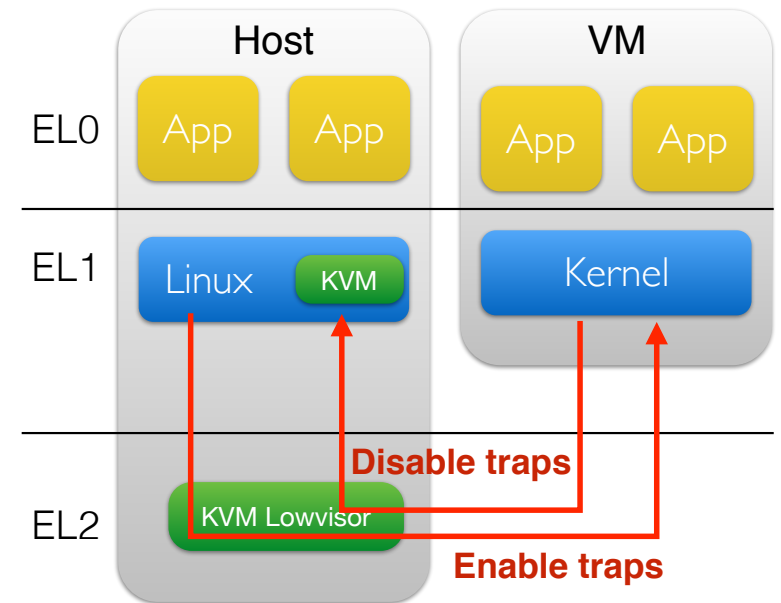 Host
VM
EL0
App
App
App
App
EL1
Linux
KVM
Kernel
Disable traps
EL2
KVM Lowvisor
Enable traps